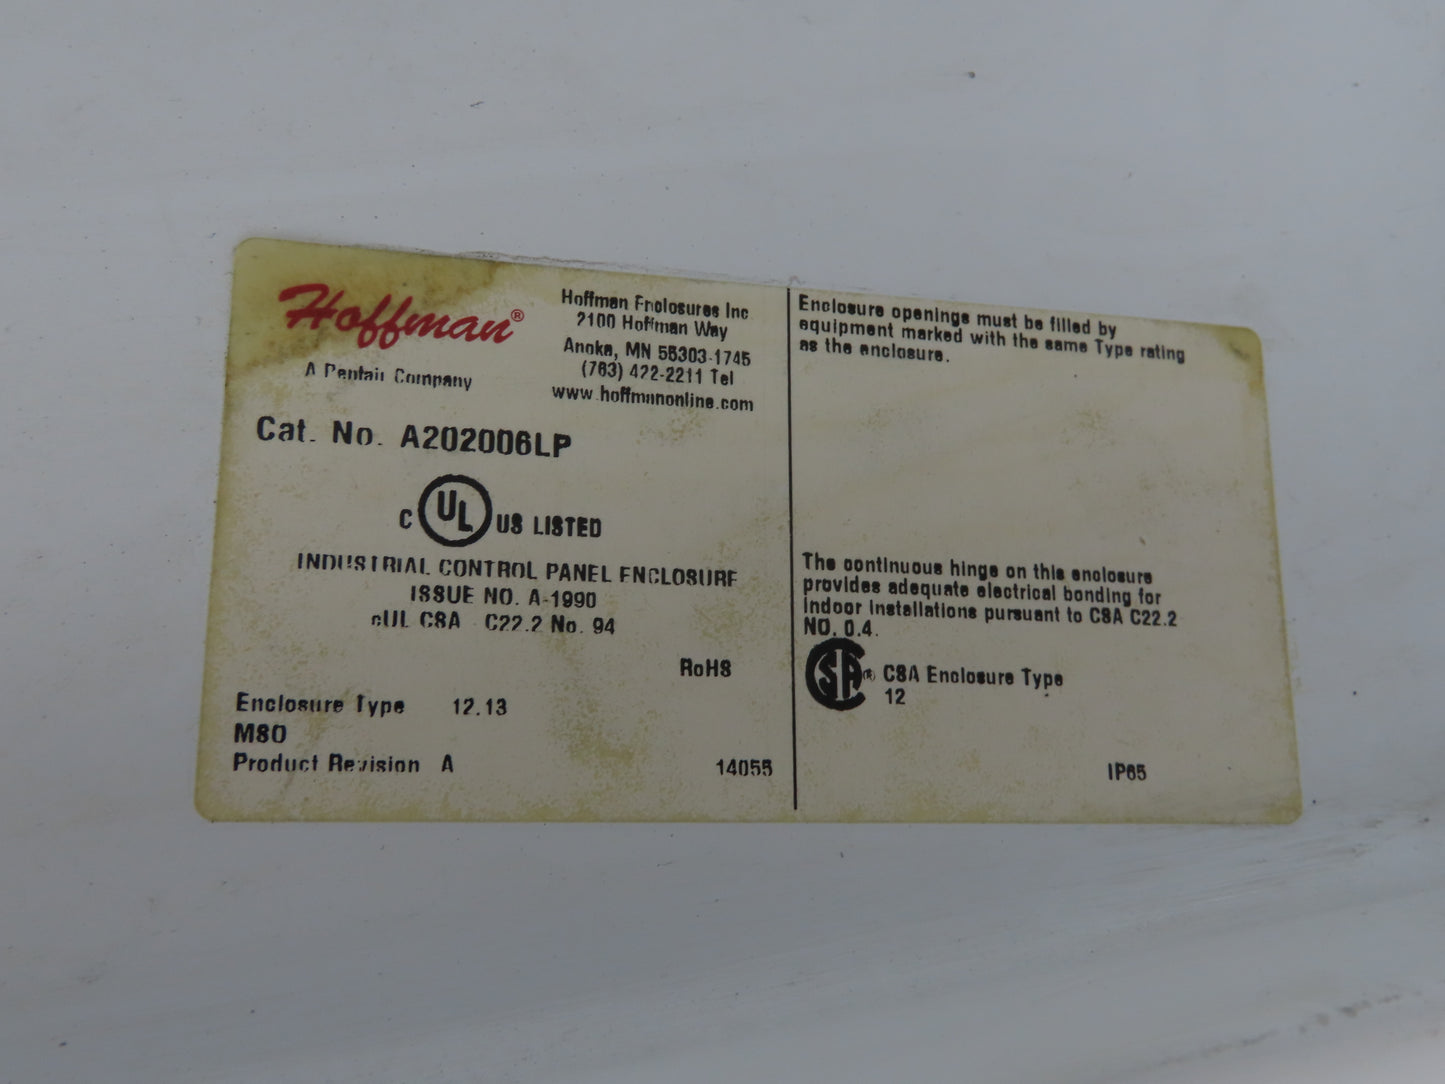 Hoffman®
A Pentair Company
Hoffman Enclosures Inc
2100 Hoffman Way
Anoka, MN 55303-1745
(763) 422-2211 Tel
www.hoffmanonline.com
Cat. No. A202006LP
C UL US LISTED
INDUSTRIAL CONTROL PANEL ENCLOSURE
ISSUE NO. A-1990
cUL CSA C22.2 No. 94
RoHS
Enclosure Type 12.13
M80
Product Revision A
14055
Enclosure openings must be filled by
equipment marked with the same Type rating
as the enclosure.
The continuous hinge on this enclosure
provides adequate electrical bonding for
indoor installations pursuant to CSA C22.2
NO. 0.4.
CSA® CSA Enclosure Type
12
IP65